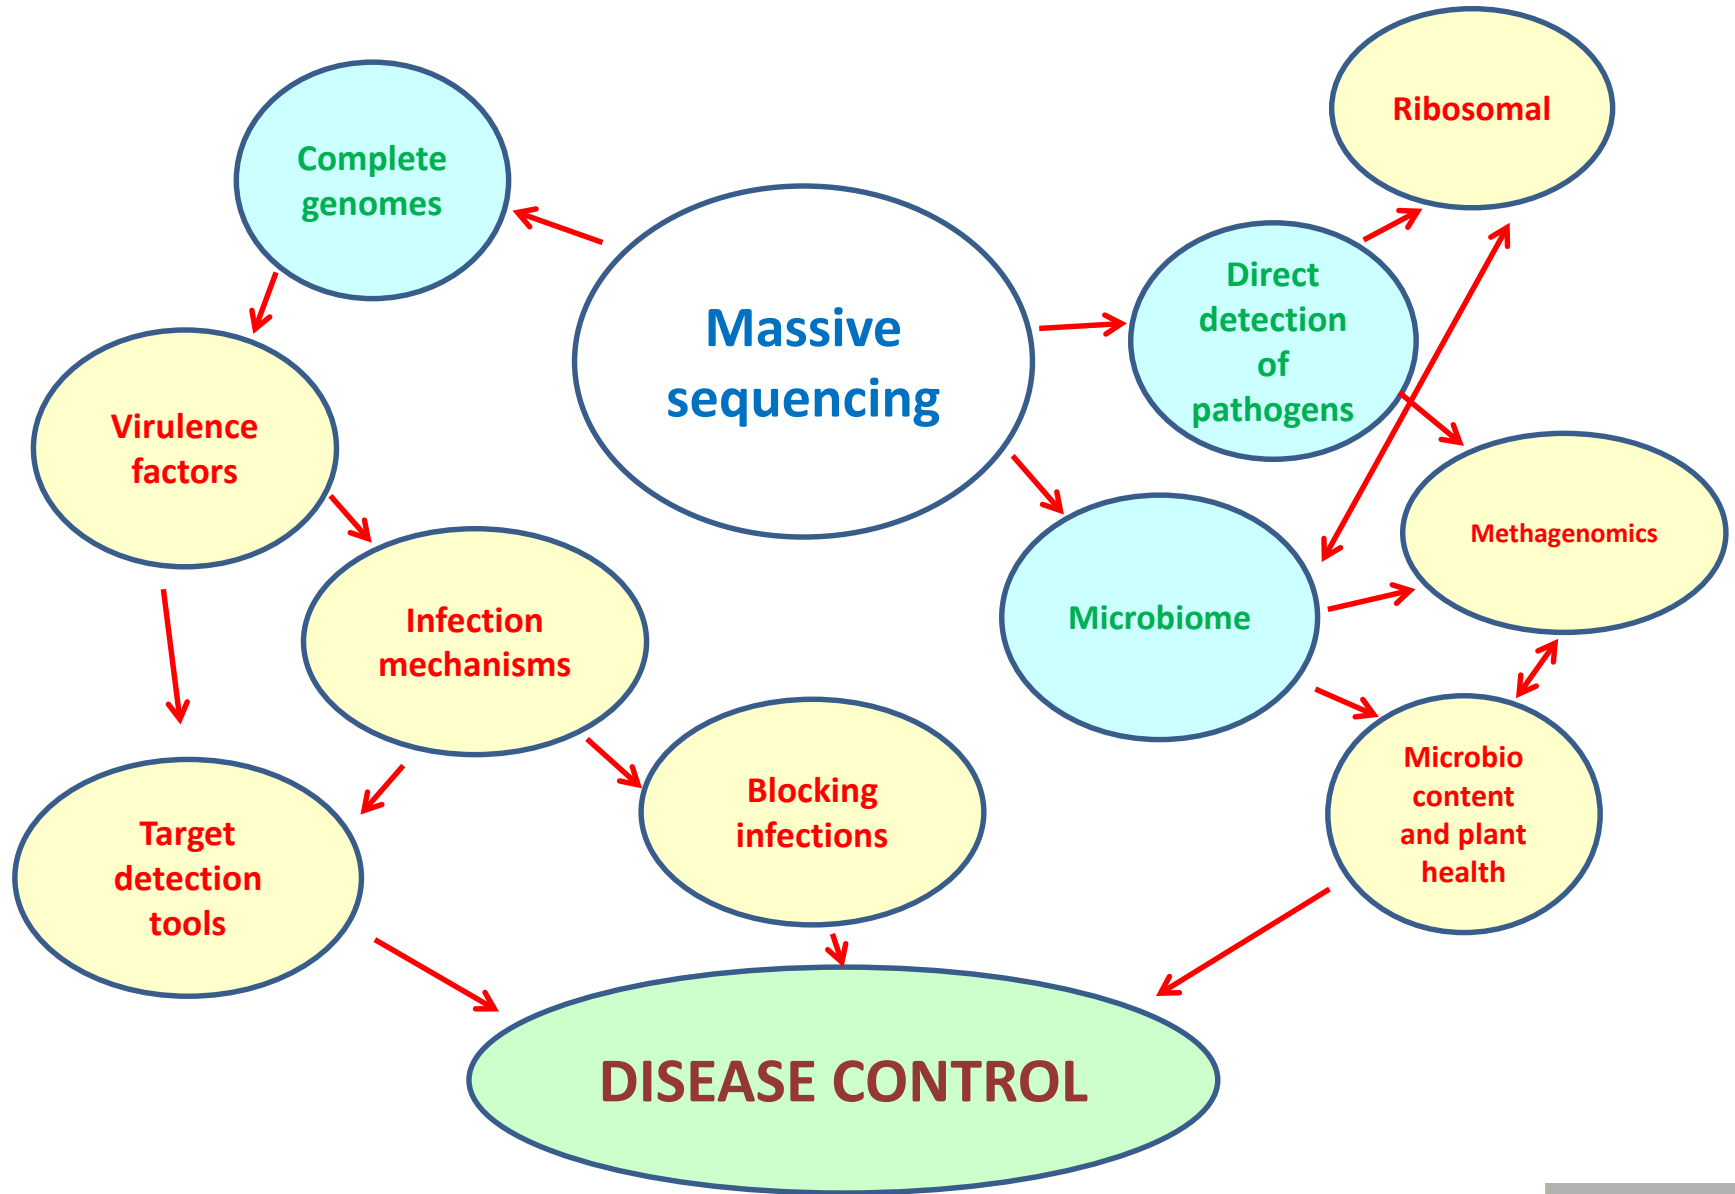 Ribosomal
Complete
genomes
Direct
detection
of
pathogens
Massive
sequencing
Virulence
factors
Methagenomics
Infection
mechanisms
Microbiome
Blocking
infections
Microbio
content
and plant
health
Target
detection
tools
DISEASE CONTROL